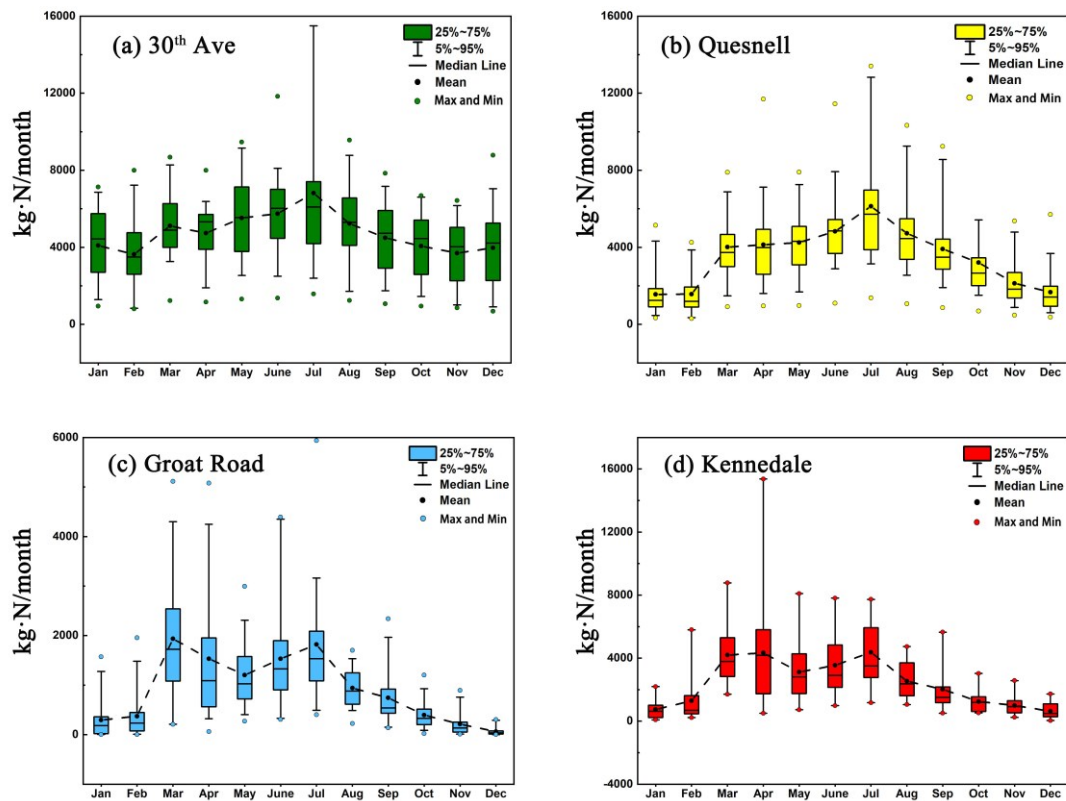 (a) 30th Ave
25%~75%
5%~95%
Median Line
Mean
Max and Min
kg·N/month
16000
12000
8000
4000
0
Jan Feb Mar Apr May June Jul Aug Sep Oct Nov Dec
(b) Quesnell
25%~75%
5%~95%
Median Line
Mean
Max and Min
kg·N/month
16000
12000
8000
4000
0
Jan Feb Mar Apr May June Jul Aug Sep Oct Nov Dec
(c) Groat Road
25%~75%
5%~95%
Median Line
Mean
Max and Min
kg·N/month
6000
4000
2000
0
Jan Feb Mar Apr May June Jul Aug Sep Oct Nov Dec
(d) Kennedale
25%~75%
5%~95%
Median Line
Mean
Max and Min
kg·N/month
16000
12000
8000
4000
0
-4000
Jan Feb Mar Apr May June Jul Aug Sep Oct Nov Dec